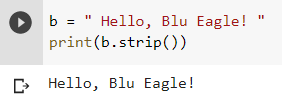 b = " Hello, Blu Eagle! "
print(b.strip())
Hello, Blu Eagle!